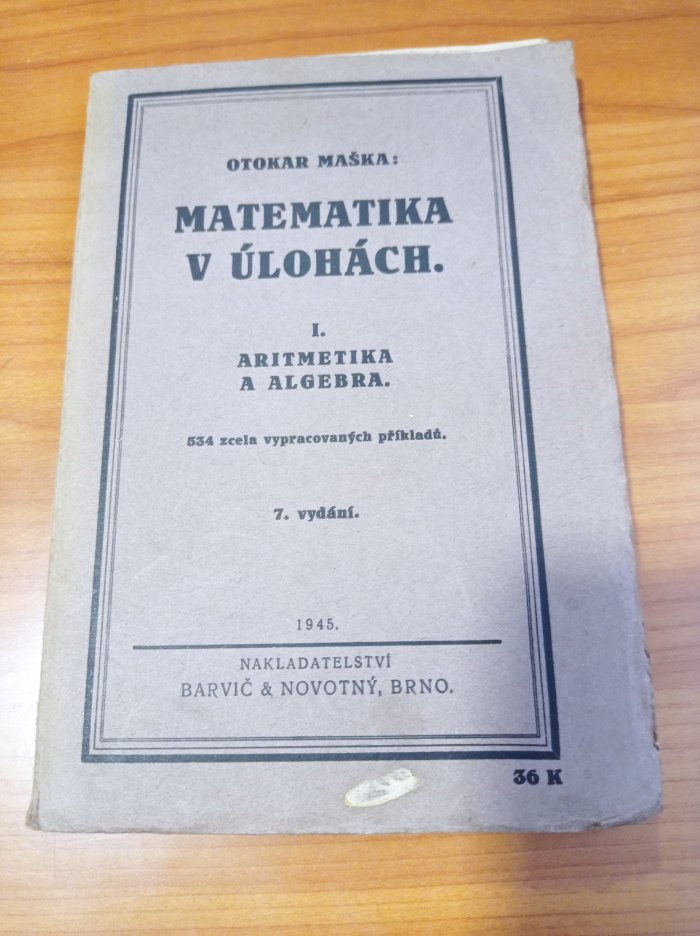 OTOKAR MAŠKA:
MATEMATIKA
V ÚLOHÁCH.
I.
ARITMETIKA
A ALGEBRA.
534 zcela vypracovaných příkladů.
7. vydání.
1945.
NAKLADATELSTVÍ
BARVIČ & NOVOTNÝ, BRNO.
36 K